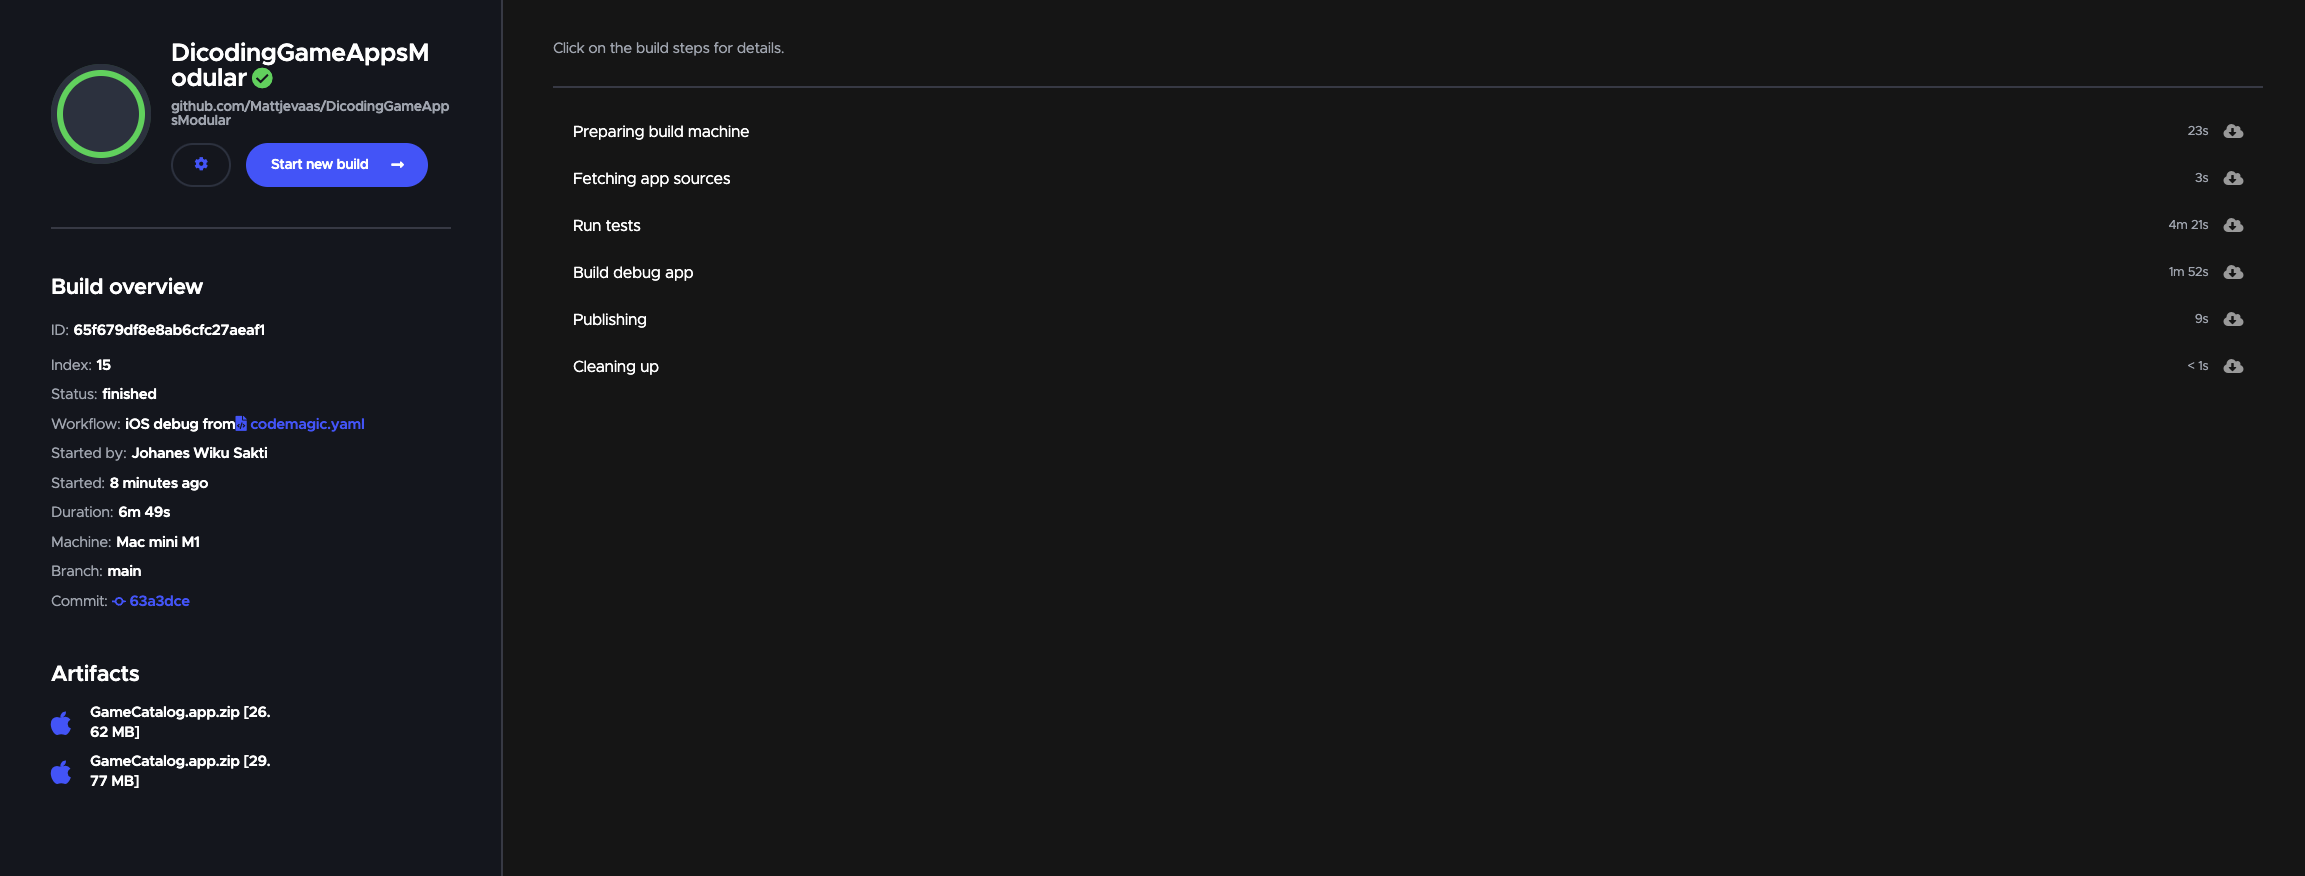 DicodingGameAppsM
odular
github.com/Mattjevaas/DicodingGameApp
sModular
Start new build
Build overview
ID: 65f679df8e8ab6cfc27aeaf1
Index: 15
Status: finished
Workflow: iOS debug from codemagic.yaml
Started by: Johanes Wiku Sakti
Started: 8 minutes ago
Duration: 6m 49s
Machine: Mac mini M1
Branch: main
Commit: 63a3dce
Artifacts
GameCatalog.app.zip [26.
62 MB]
GameCatalog.app.zip [29.
77 MB]
Click on the build steps for details.
Preparing build machine 23s
Fetching app sources 3s
Run tests 4m 21s
Build debug app 1m 52s
Publishing 9s
Cleaning up < 1s